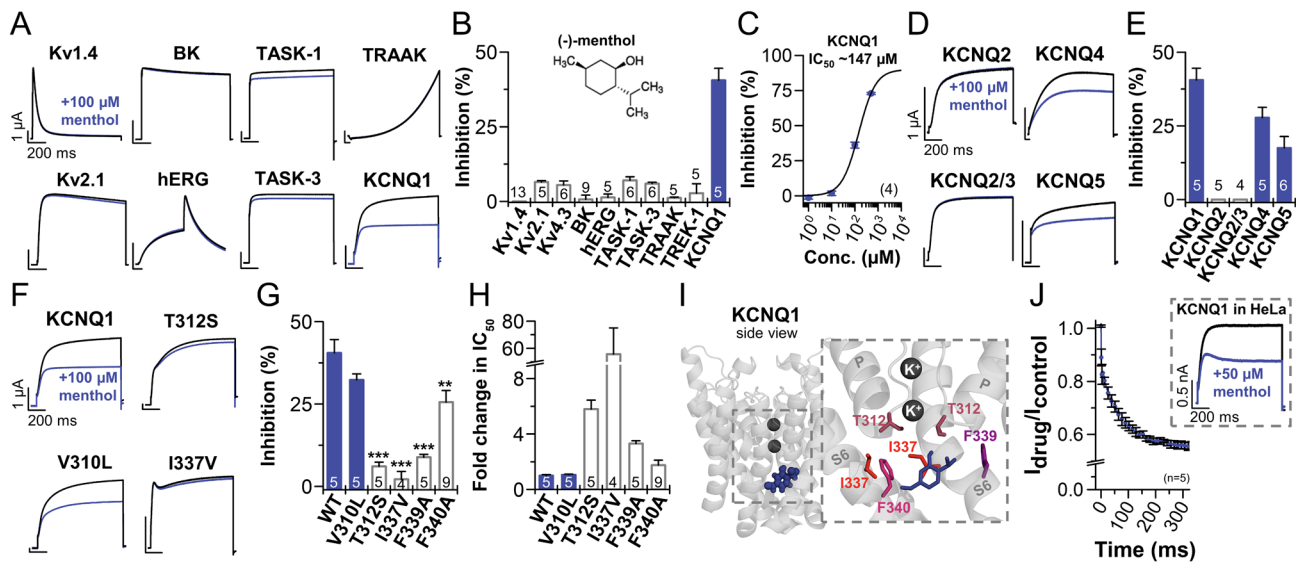 A
Kv1.4
BK
TASK-1
TRAAK
+100 µM
menthol
1 µA
200 ms
Kv2.1
hERG
TASK-3
KCNQ1
B
(-)-menthol
CH₃
OH
CH₃
CH₃
Inhibition (%)
50
25
0
13
5
6
9
5
6
6
5
5
5
Kv1.4
Kv2.1
Kv4.3
BK
hERG
TASK-1
TASK-3
TRAAK
TREK-1
KCNQ1
C
KCNQ1
IC₅₀ ~147 µM
Inhibition (%)
100
75
50
25
0
(4)
10⁰
10¹
10²
10³
10⁴
Conc. (µM)
D
KCNQ2
KCNQ4
+100 µM
menthol
1 µA
200 ms
KCNQ2/3
KCNQ5
E
Inhibition (%)
50
25
0
5
5
4
5
6
KCNQ1
KCNQ2
KCNQ2/3
KCNQ4
KCNQ5
F
KCNQ1
T312S
+100 µM
menthol
1 µA
200 ms
V310L
I337V
G
Inhibition (%)
50
25
0
***
***
***
**
5
5
5
4
5
9
WT
V310L
T312S
I337V
F339A
F340A
H
Fold change in IC₅₀
80
60
8
4
0
5
5
5
4
5
9
WT
V310L
T312S
I337V
F339A
F340A
I
KCNQ1
side view
P
K⁺
K⁺
P
T312
T312
F339
I337
S6
I337
S6
F340
J
KCNQ1 in HeLa
+50 µM
menthol
0.5 nA
200 ms
Idrug/Icontrol
1.0
0.8
0.6
0.0
(n=5)
0
100
200
300
Time (ms)